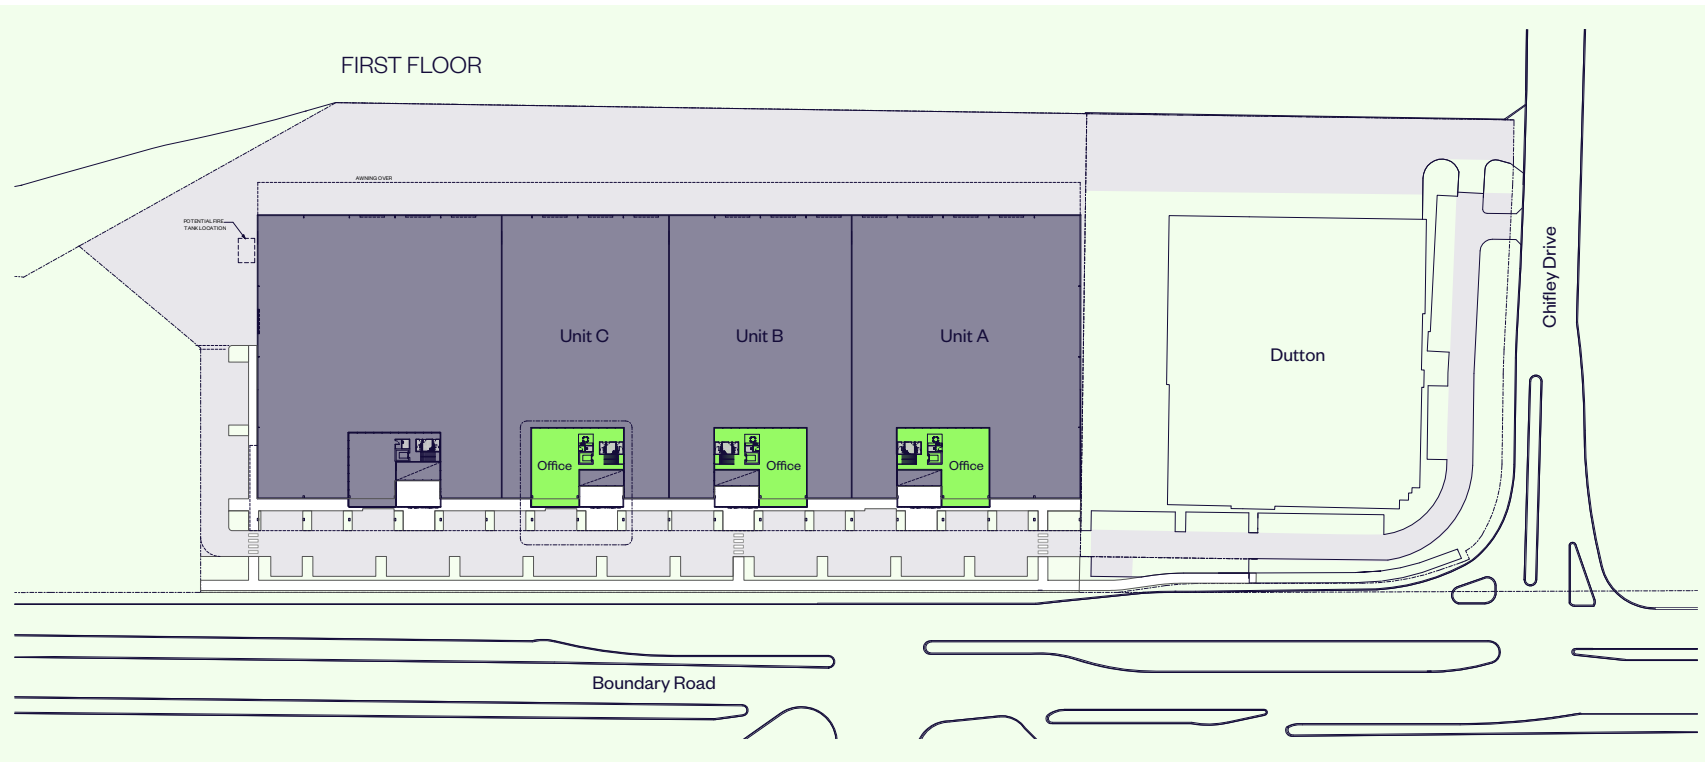 FIRST FLOOR
AWNING OVER
POTENTIAL FIRE
TANK LOCATION
Unit C
Unit B
Unit A
Dutton
Chifley Drive
Office
Office
Office
Boundary Road